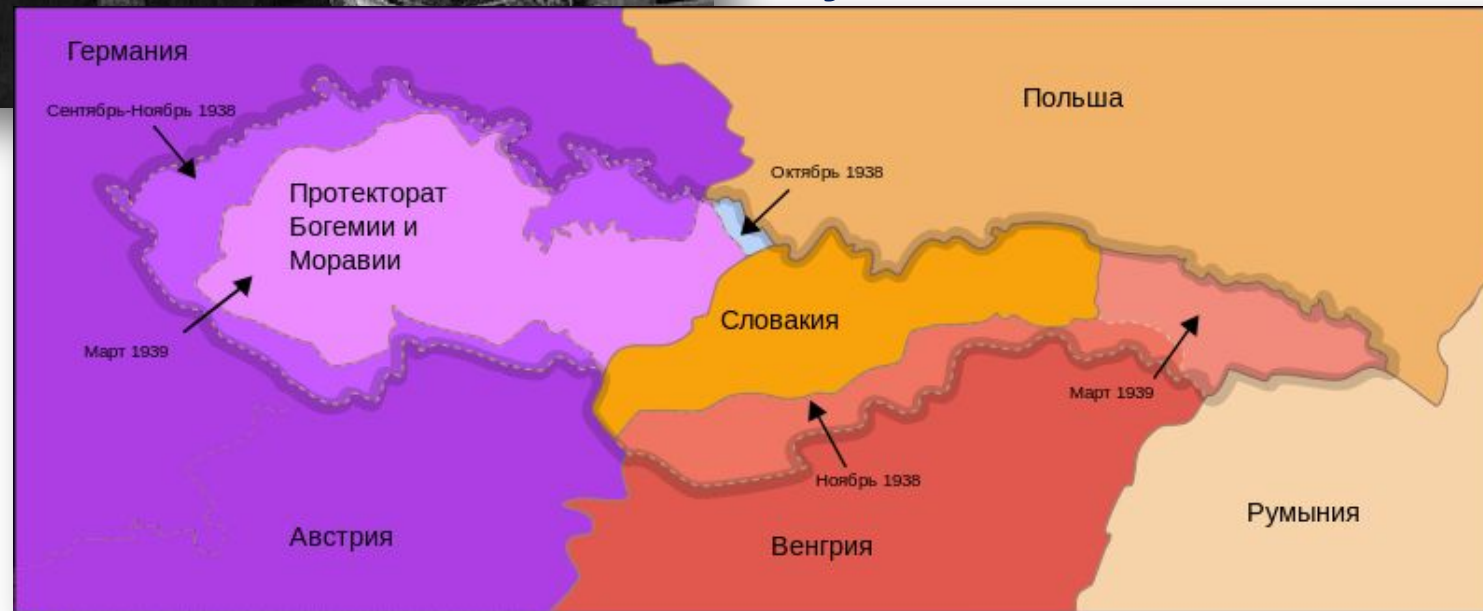 Германия
Сентябрь-Ноябрь 1938
Польша
Октябрь 1938
Протекторат
Богемии и
Моравии
Словакия
Март 1939
Март 1939
Ноябрь 1938
Австрия
Венгрия
Румыния